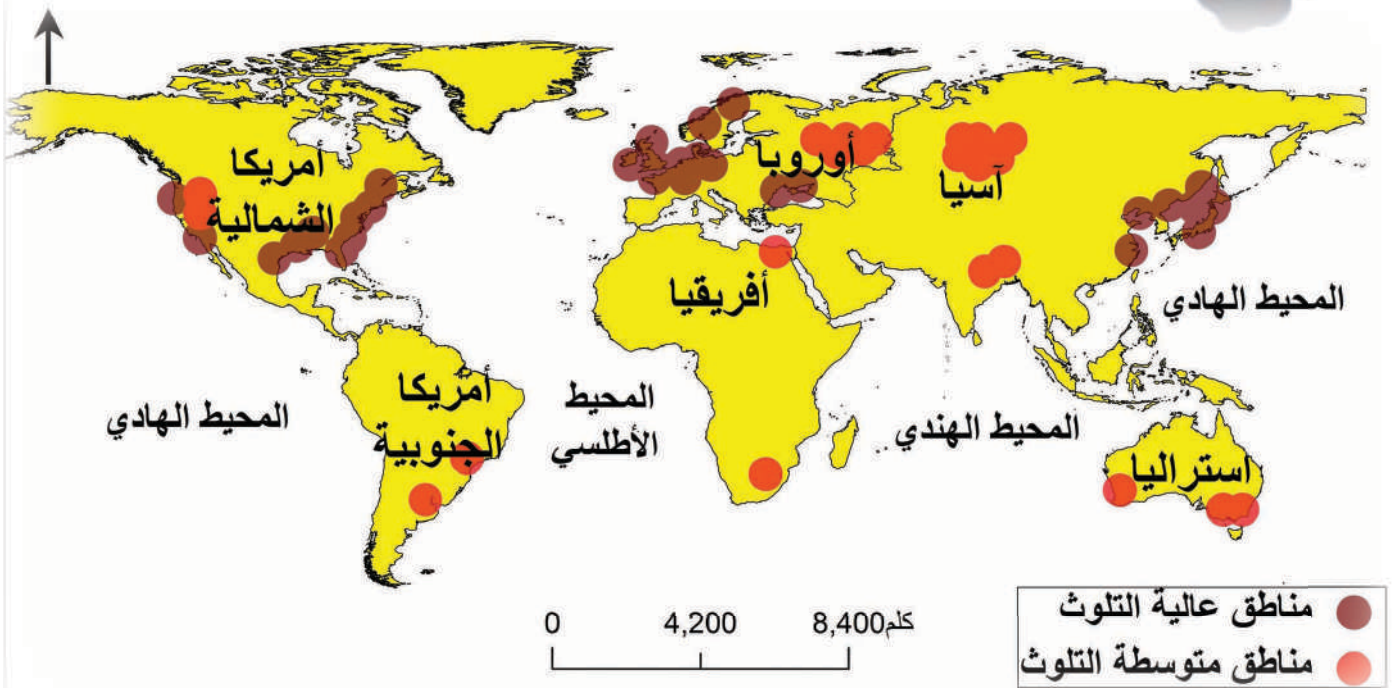 أمريكا
الشمالية
أوروبا
آسيا
أفريقيا
المحيط الهادي
أمريكا
الجنوبية
المحيط
الأطلسي
المحيط الهندي
المحيط الهادي
استراليا
0 4,200 8,400كلم
مناطق عالية التلوث
مناطق متوسطة التلوث